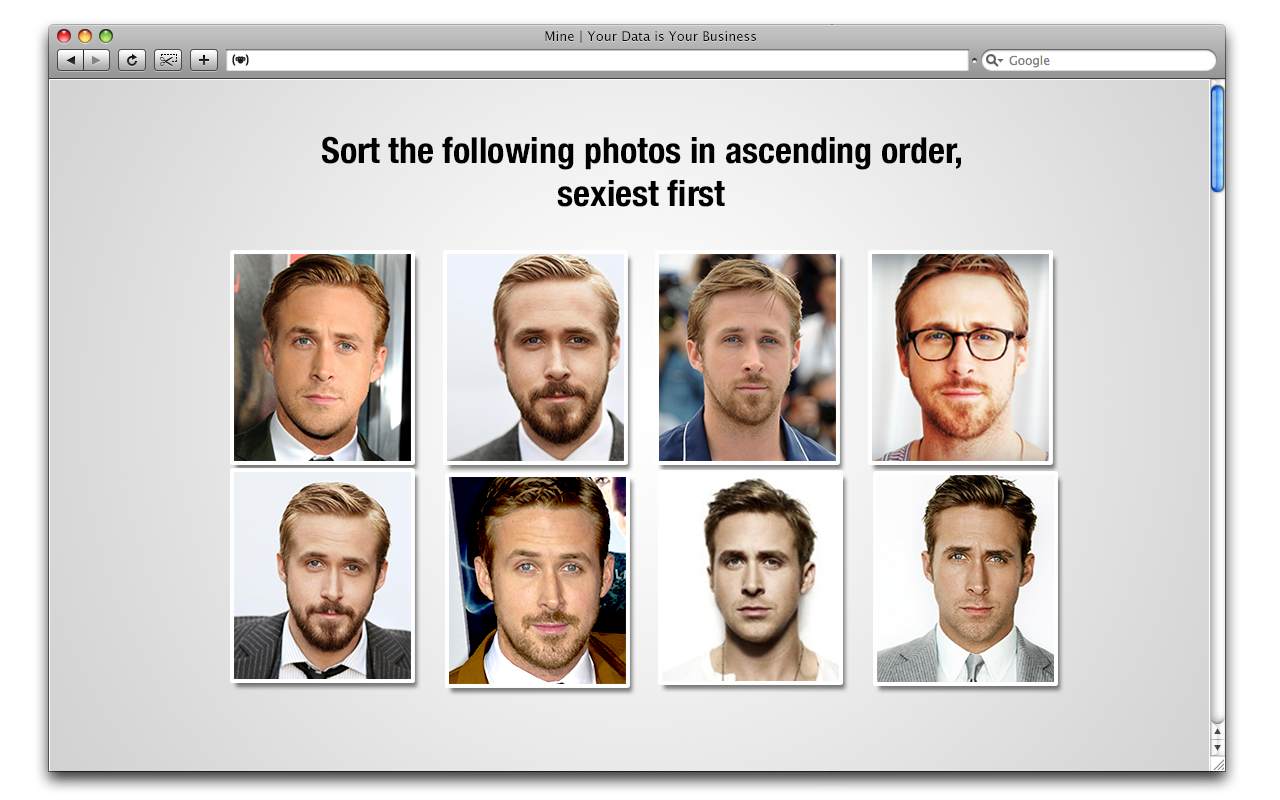 Mine | Your Data is Your Business
Google
Sort the following photos in ascending order,
sexiest first